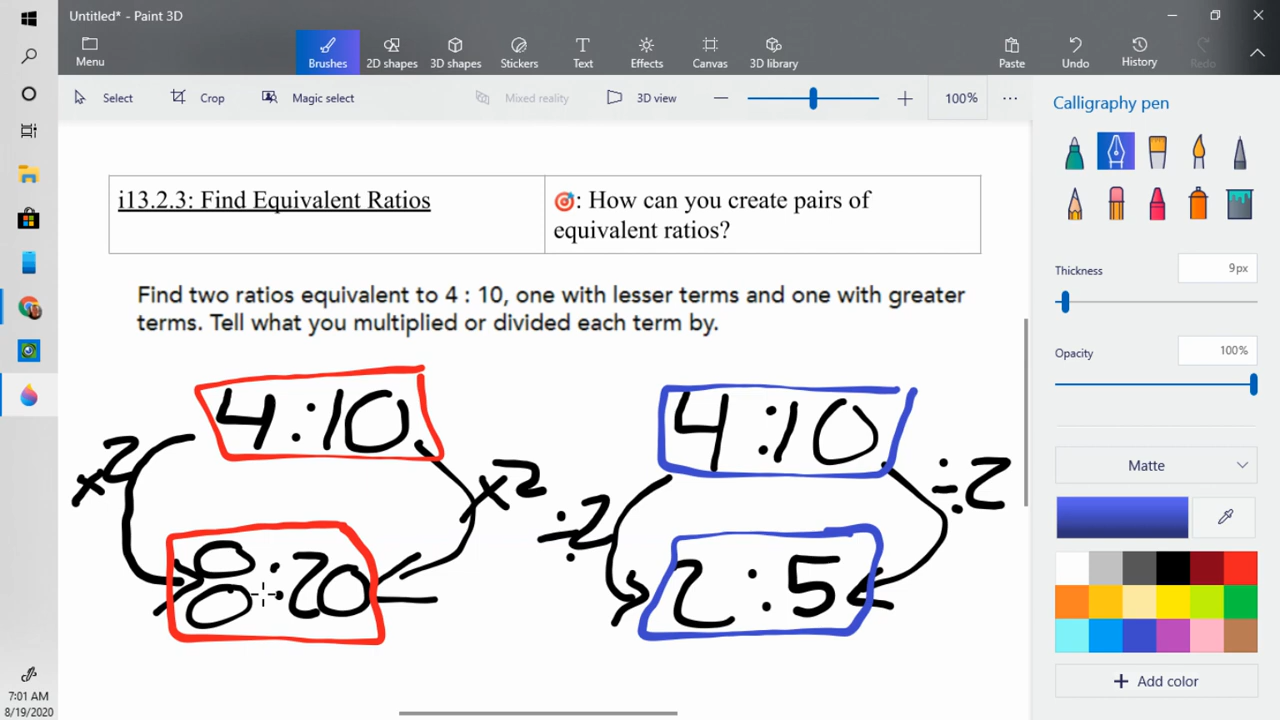 Untitled* - Paint 3D
Menu
Brushes
2D shapes
3D shapes
Stickers
Text
Effects
Canvas
3D library
Paste
Undo
History
Redo
Select
Crop
Magic select
Mixed reality
3D view
100%
Calligraphy pen
Thickness
9px
Opacity
100%
Matte
Add color
i13.2.3: Find Equivalent Ratios
🎯: How can you create pairs of
equivalent ratios?
Find two ratios equivalent to 4 : 10, one with lesser terms and one with greater
terms. Tell what you multiplied or divided each term by.
4:10
x2
x2
8:20
4:10
÷2
÷2
2:5
7:01 AM
8/19/2020